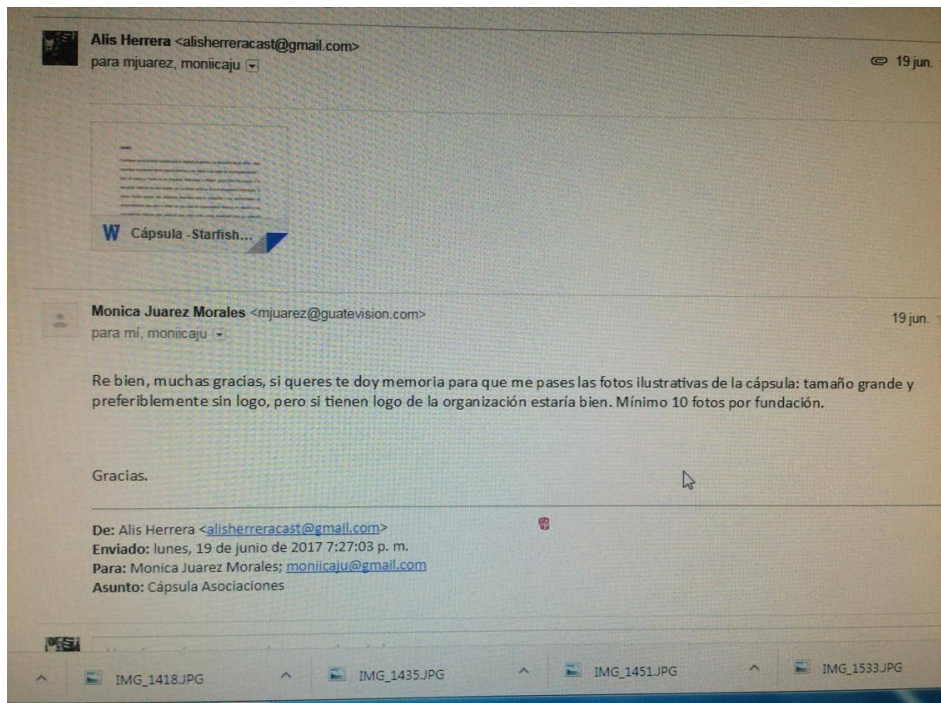 Alis Herrera <alisherreracast@gmail.com>
para mjuarez, moniicaju
19 jun.
W Cápsula -Starfish...
Monica Juarez Morales <mjuarez@guatevision.com>
19 jun.
para mí, moniicaju
Re bien, muchas gracias, si queres te doy memoria para que me pases las fotos ilustrativas de la cápsula: tamaño grande y
preferiblemente sin logo, pero si tienen logo de la organización estaría bien. Mínimo 10 fotos por fundación.
Gracias.
De: Alis Herrera <alisherreracast@gmail.com>
Enviado: lunes, 19 de junio de 2017 7:27:03 p. m.
Para: Monica Juarez Morales; moniicaju@gmail.com
Asunto: Cápsula Asociaciones
IMG_1418.JPG IMG_1435.JPG IMG_1451.JPG IMG_1533.JPG